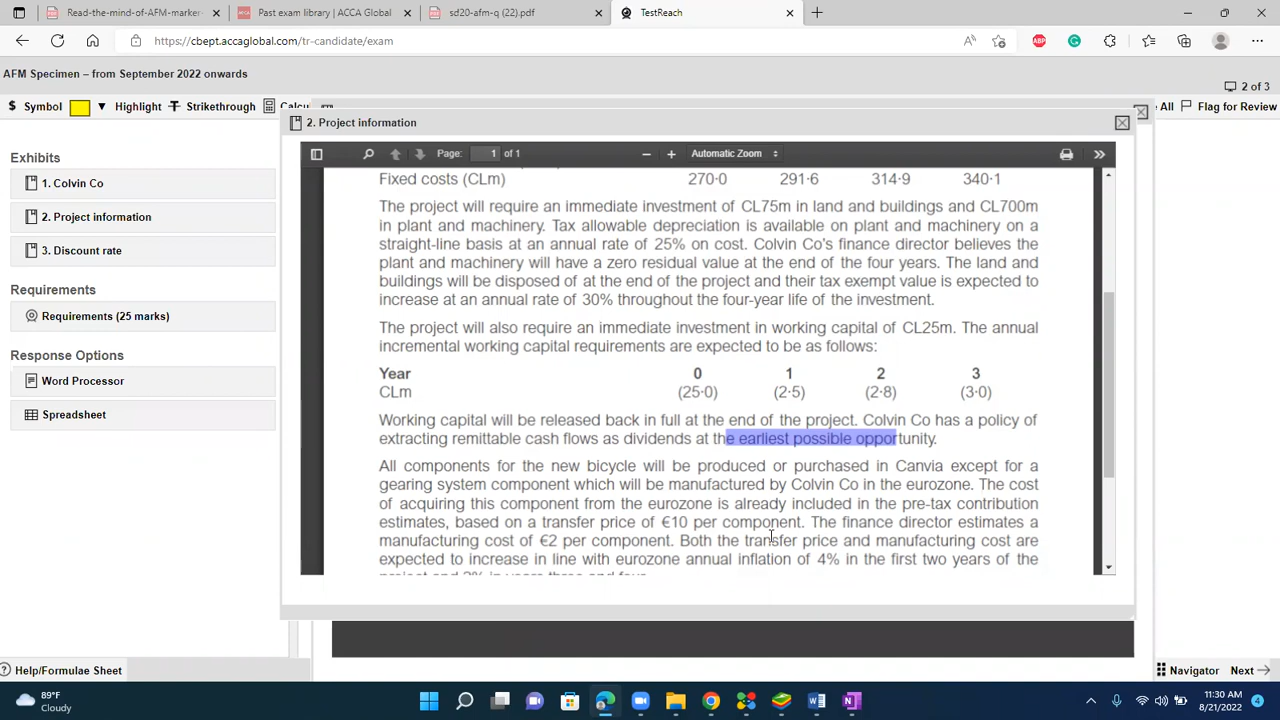 Read-the-mind-of-AFM-marker-
Past exam library | ACCA Global
sd20-afm-q (22).pdf
TestReach
https://cbept.accaglobal.com/tr-candidate/exam
AFM Specimen – from September 2022 onwards
2 of 3
$ Symbol
Highlight
Strikethrough
Calcu
All
Flag for Review
Exhibits
1. Colvin Co
2. Project information
3. Discount rate
Requirements
Requirements (25 marks)
Response Options
Word Processor
Spreadsheet
2. Project information
Page: 1 of 1
Automatic Zoom
Fixed costs (CLm) 270·0 291·6 314·9 340·1
The project will require an immediate investment of CL75m in land and buildings and CL700m
in plant and machinery. Tax allowable depreciation is available on plant and machinery on a
straight-line basis at an annual rate of 25% on cost. Colvin Co's finance director believes the
plant and machinery will have a zero residual value at the end of the four years. The land and
buildings will be disposed of at the end of the project and their tax exempt value is expected to
increase at an annual rate of 30% throughout the four-year life of the investment.
The project will also require an immediate investment in working capital of CL25m. The annual
incremental working capital requirements are expected to be as follows:
Year 0 1 2 3
CLm (25·0) (2·5) (2·8) (3·0)
Working capital will be released back in full at the end of the project. Colvin Co has a policy of
extracting remittable cash flows as dividends at the earliest possible opportunity.
All components for the new bicycle will be produced or purchased in Canvia except for a
gearing system component which will be manufactured by Colvin Co in the eurozone. The cost
of acquiring this component from the eurozone is already included in the pre-tax contribution
estimates, based on a transfer price of €10 per component. The finance director estimates a
manufacturing cost of €2 per component. Both the transfer price and manufacturing cost are
expected to increase in line with eurozone annual inflation of 4% in the first two years of the
Help/Formulae Sheet
Navigator
Next
89°F
Cloudy
11:30 AM
8/21/2022